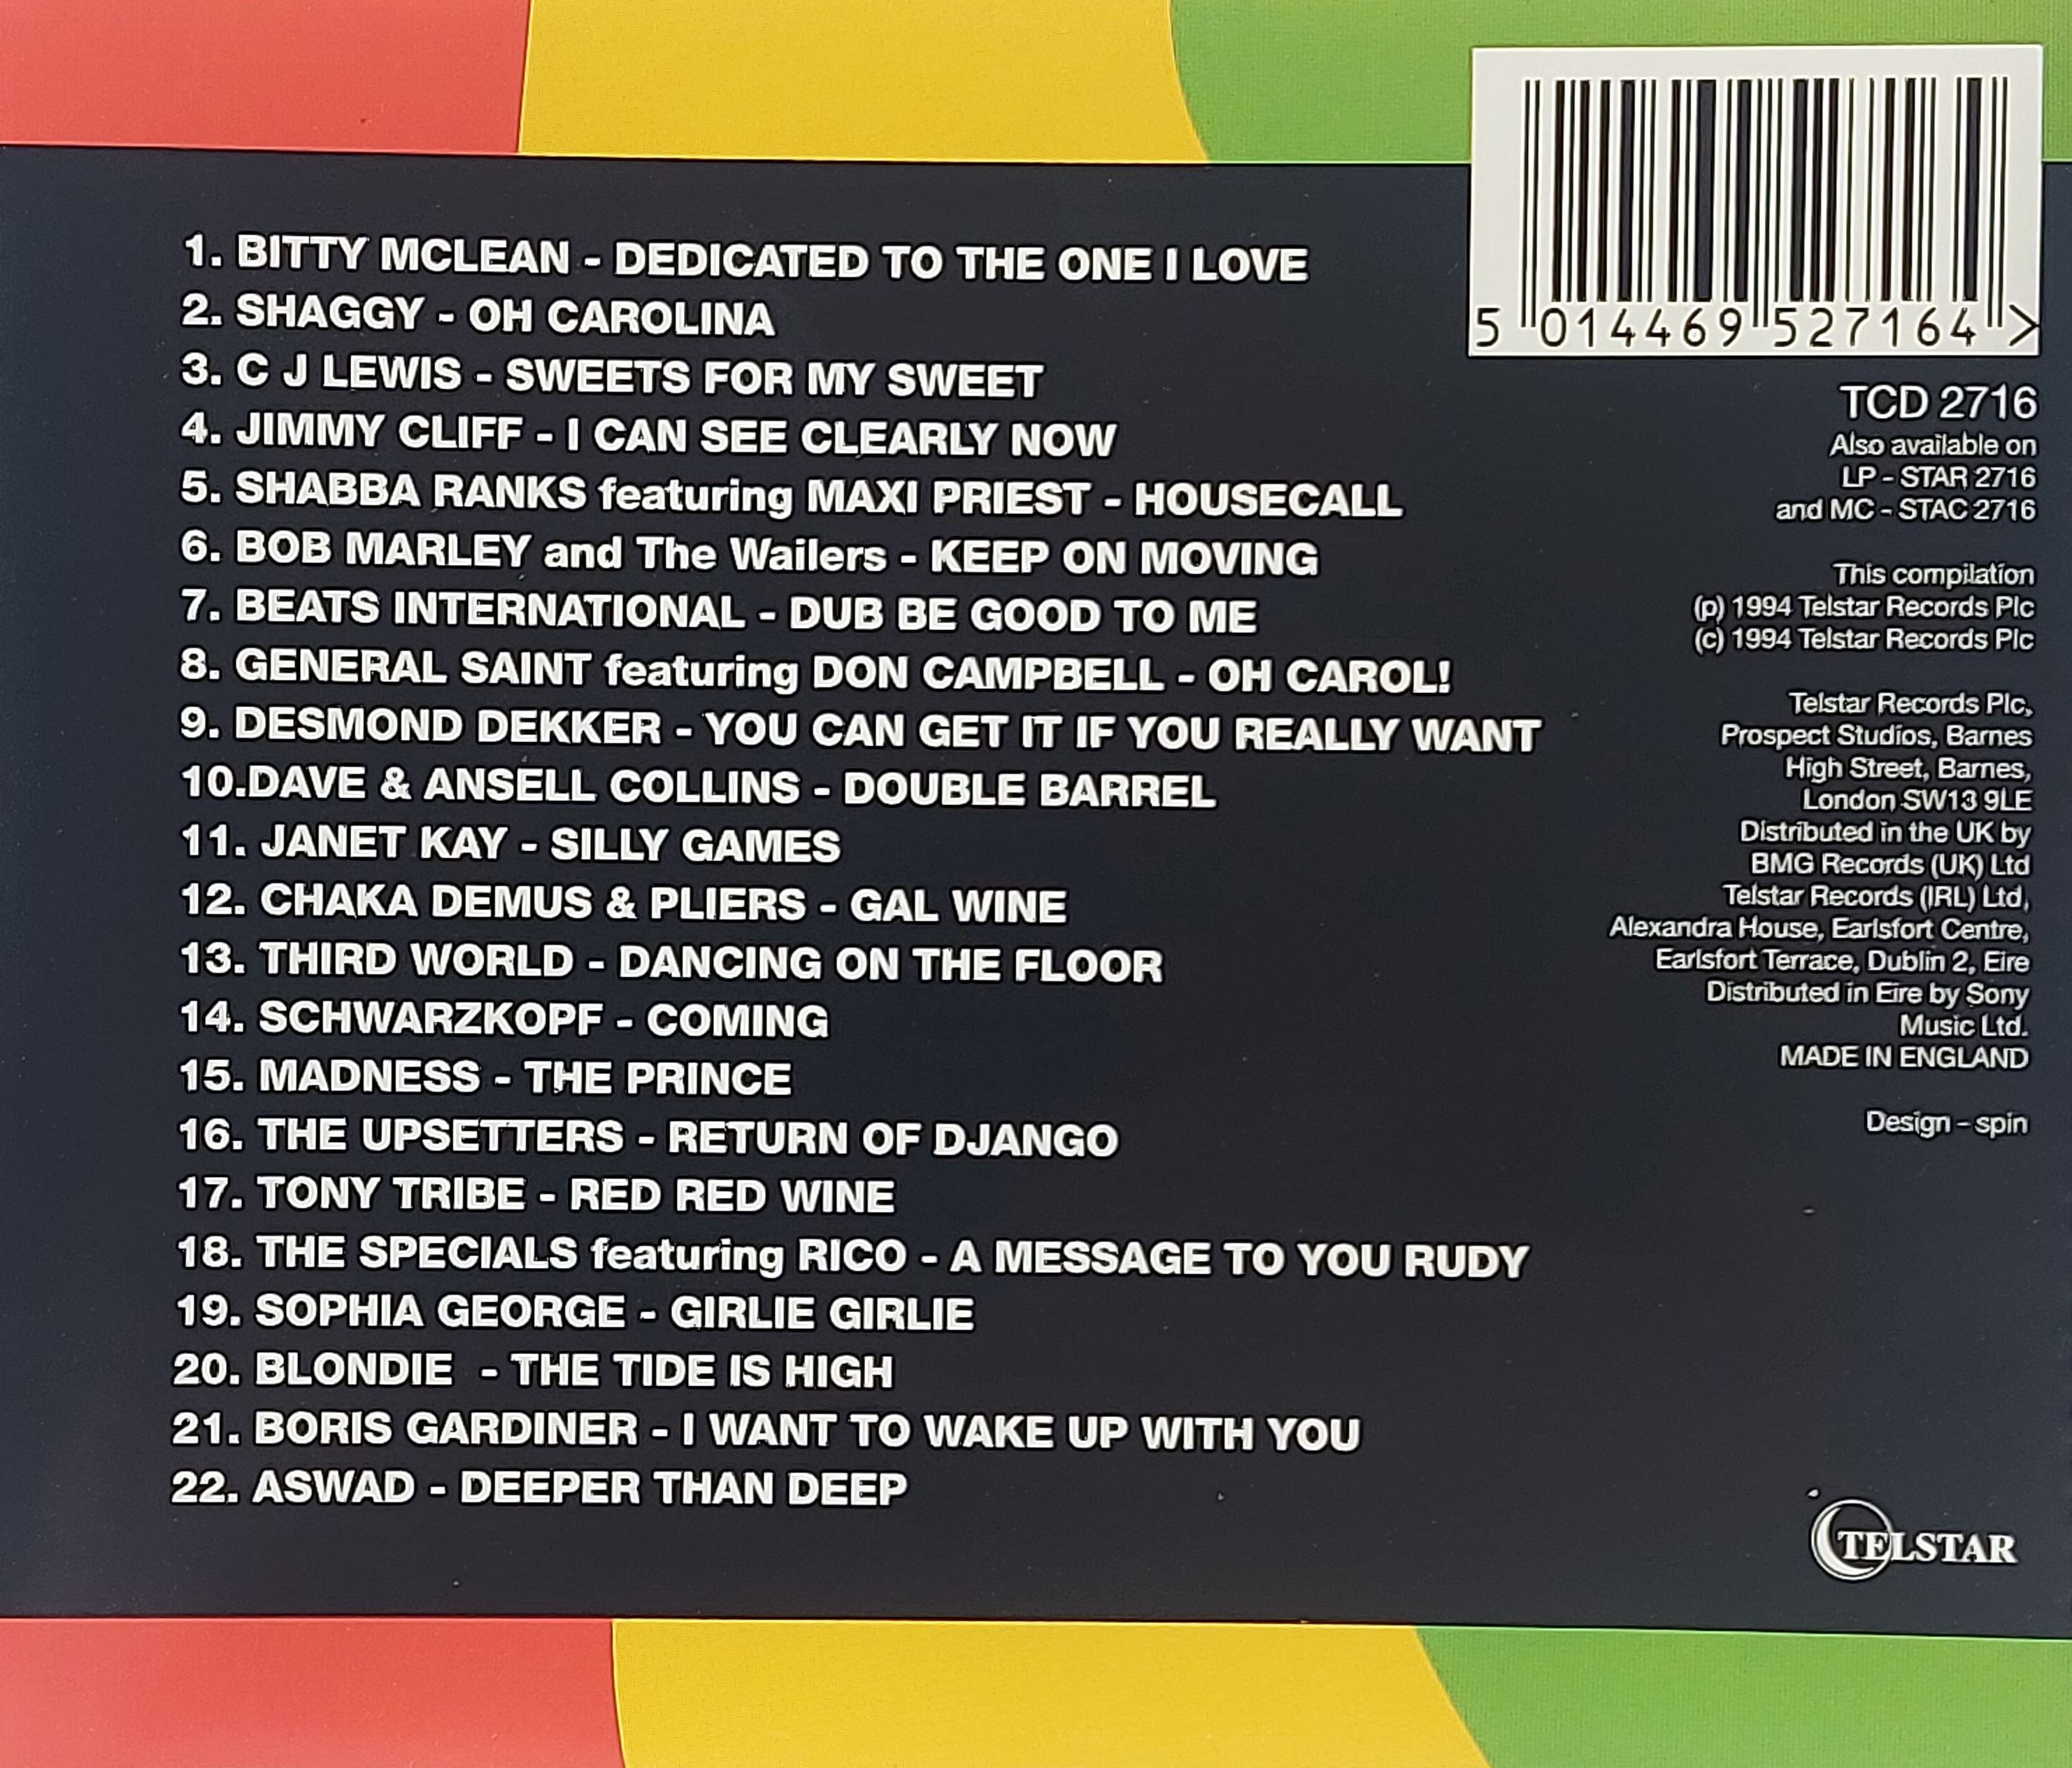 1. BITTY MCLEAN - DEDICATED TO THE ONE I LOVE
2. SHAGGY - OH CAROLINA
3. C J LEWIS - SWEETS FOR MY SWEET
4. JIMMY CLIFF - I CAN SEE CLEARLY NOW
5. SHABBA RANKS featuring MAXI PRIEST - HOUSECALL
6. BOB MARLEY and The Wailers - KEEP ON MOVING
7. BEATS INTERNATIONAL - DUB BE GOOD TO ME
8. GENERAL SAINT featuring DON CAMPBELL - OH CAROL!
9. DESMOND DEKKER - YOU CAN GET IT IF YOU REALLY WANT
10.DAVE & ANSELL COLLINS - DOUBLE BARREL
11. JANET KAY - SILLY GAMES
12. CHAKA DEMUS & PLIERS - GAL WINE
13. THIRD WORLD - DANCING ON THE FLOOR
14. SCHWARZKOPF - COMING
15. MADNESS - THE PRINCE
16. THE UPSETTERS - RETURN OF DJANGO
17. TONY TRIBE - RED RED WINE
18. THE SPECIALS featuring RICO - A MESSAGE TO YOU RUDY
19. SOPHIA GEORGE - GIRLIE GIRLIE
20. BLONDIE - THE TIDE IS HIGH
21. BORIS GARDINER - I WANT TO WAKE UP WITH YOU
22. ASWAD - DEEPER THAN DEEP
5 014469 527164 >
TCD 2716
Also available on
LP - STAR 2716
and MC - STAC 2716
This compilation
(p) 1994 Telstar Records Plc
(c) 1994 Telstar Records Plc
Telstar Records Plc,
Prospect Studios, Barnes
High Street, Barnes,
London SW13 9LE
Distributed in the UK by
BMG Records (UK) Ltd
Telstar Records (IRL) Ltd,
Alexandra House, Earlsfort Centre,
Earlsfort Terrace, Dublin 2, Eire
Distributed in Eire by Sony
Music Ltd.
MADE IN ENGLAND
Design - spin
TELSTAR